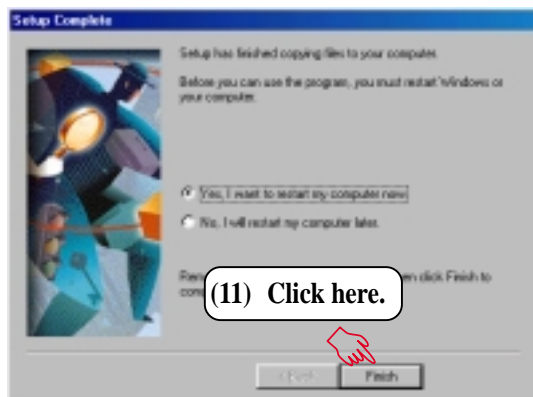 Setup Complete
Setup has finished copying files to your computer.
Before you can use the program, you must restart Windows or
your computer.
Yes, I want to restart my computer now.
No, I will restart my computer later.
then click Finish to
(11) Click here.
Finish